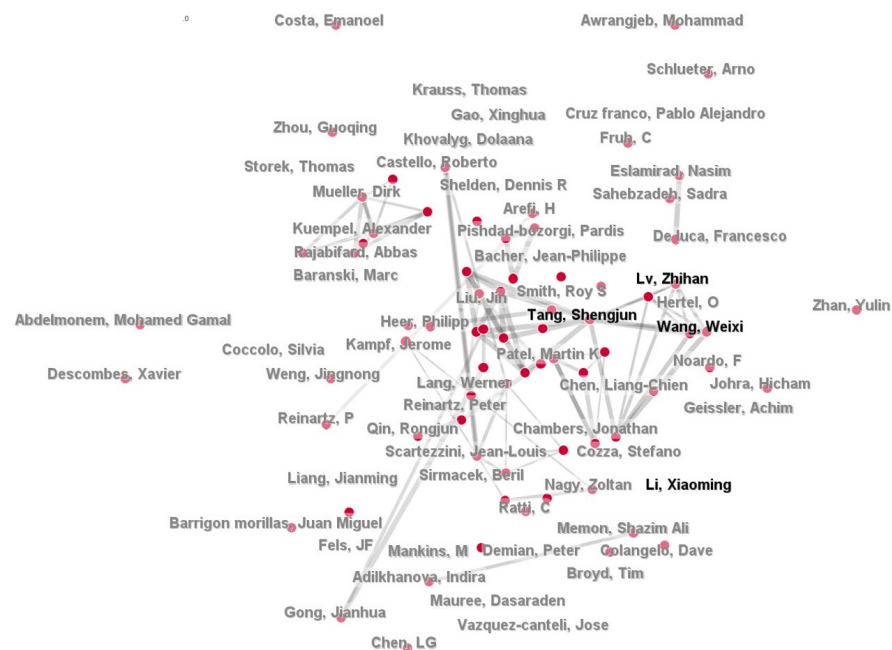 .0
Costa, Emanoel
Awrangjeb, Mohammad
Schlueter, Arno
Krauss, Thomas
Gao, Xinghua
Cruz franco, Pablo Alejandro
Zhou, Guoqing
Khovalyg, Dolaana
Fruh, C
Storek, Thomas
Castello, Roberto
Eslamirad, Nasim
Mueller, Dirk
Shelden, Dennis R
Sahebzadeh, Sadra
Arefi, H
Kuempel, Alexander
Pishdad-bozorgi, Pardis
De luca, Francesco
Rajabifard, Abbas
Bacher, Jean-Philippe
Baranski, Marc
Lv, Zhihan
Liu, Jin
Smith, Roy S
Hertel, O
Zhan, Yulin
Abdelmonem, Mohamed Gamal
Heer, Philipp
Tang, Shengjun
Wang, Weixi
Coccolo, Silvia
Kampf, Jerome
Patel, Martin K
Noardo, F
Descombes, Xavier
Weng, Jingnong
Lang, Werner
Chen, Liang-Chien
Johra, Hicham
Reinartz, Peter
Geissler, Achim
Reinartz, P
Qin, Rongjun
Chambers, Jonathan
Scartezzini, Jean-Louis
Cozza, Stefano
Liang, Jianming
Sirmacek, Beril
Nagy, Zoltan
Li, Xiaoming
Ratti, C
Barrigon morillas, Juan Miguel
Memon, Shazim Ali
Fels, JF
Mankins, M
Demian, Peter
Colangelo, Dave
Adilkhanova, Indira
Broyd, Tim
Mauree, Dasaraden
Gong, Jianhua
Vazquez-canteli, Jose
Chen, LG